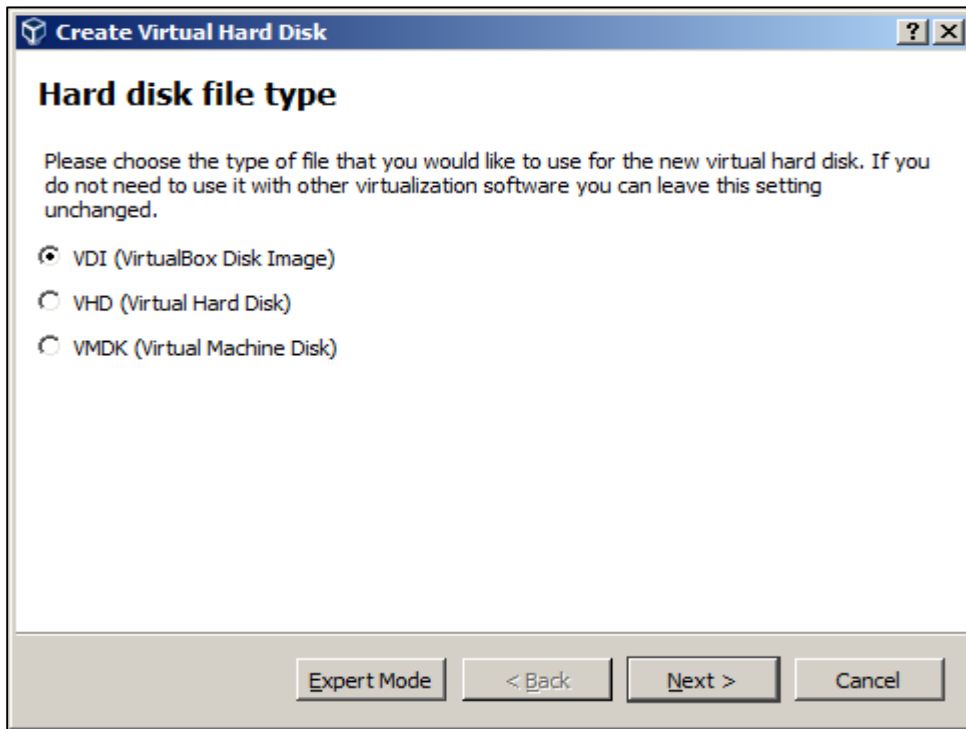 Create Virtual Hard Disk
Hard disk file type
Please choose the type of file that you would like to use for the new virtual hard disk. If you
do not need to use it with other virtualization software you can leave this setting
unchanged.
VDI (VirtualBox Disk Image)
VHD (Virtual Hard Disk)
VMDK (Virtual Machine Disk)
Expert Mode < Back Next > Cancel